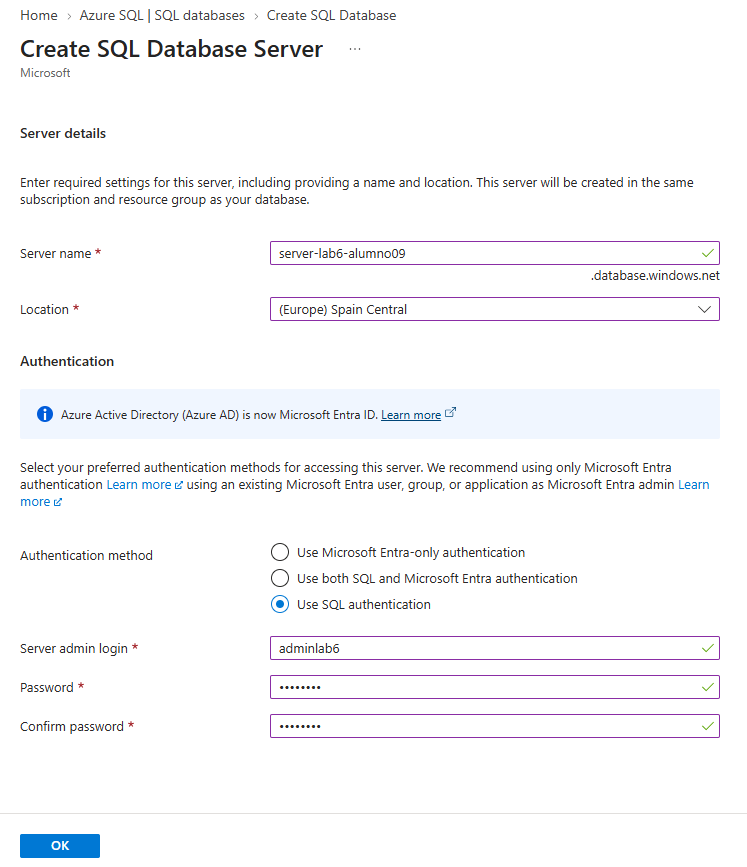 Home > Azure SQL | SQL databases > Create SQL Database
Create SQL Database Server ...
Microsoft
Server details
Enter required settings for this server, including providing a name and location. This server will be created in the same
subscription and resource group as your database.
Server name * server-lab6-alumno09
.database.windows.net
Location * (Europe) Spain Central
Authentication
Azure Active Directory (Azure AD) is now Microsoft Entra ID. Learn more
Select your preferred authentication methods for accessing this server. We recommend using only Microsoft Entra
authentication Learn more using an existing Microsoft Entra user, group, or application as Microsoft Entra admin Learn
more
Authentication method
Use Microsoft Entra-only authentication
Use both SQL and Microsoft Entra authentication
Use SQL authentication
Server admin login * adminlab6
Password * ••••••••
Confirm password * ••••••••
OK